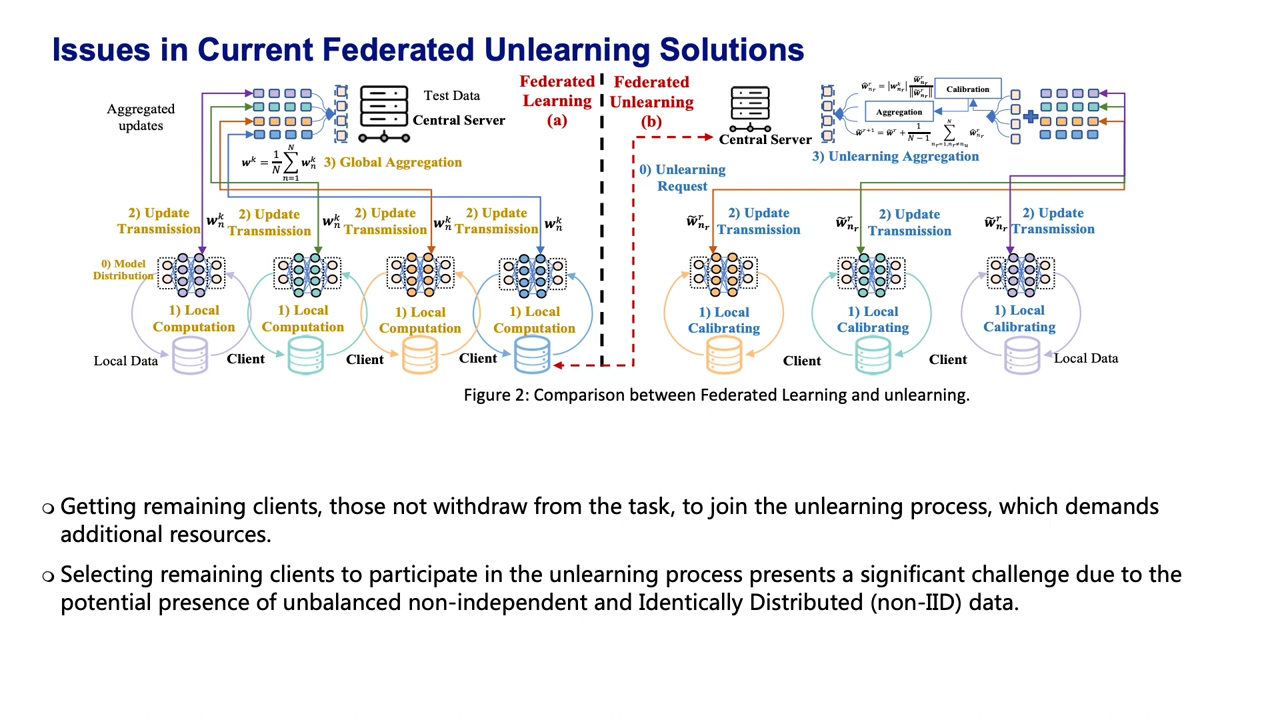 Issues in Current Federated Unlearning Solutions
Aggregated
updates
Test Data
Central Server
Federated
Learning
(a)
Federated
Unlearning
(b)
Central Server
Calibration
Aggregation
3) Global Aggregation
3) Unlearning Aggregation
0) Unlearning
Request
2) Update
Transmission
2) Update
Transmission
2) Update
Transmission
2) Update
Transmission
2) Update
Transmission
2) Update
Transmission
2) Update
Transmission
0) Model
Distribution
1) Local
Computation
1) Local
Computation
1) Local
Computation
1) Local
Computation
1) Local
Calibrating
1) Local
Calibrating
1) Local
Calibrating
Local Data
Client
Client
Client
Client
Client
Local Data
Figure 2: Comparison between Federated Learning and unlearning.
○ Getting remaining clients, those not withdraw from the task, to join the unlearning process, which demands
additional resources.
○ Selecting remaining clients to participate in the unlearning process presents a significant challenge due to the
potential presence of unbalanced non-independent and Identically Distributed (non-IID) data.